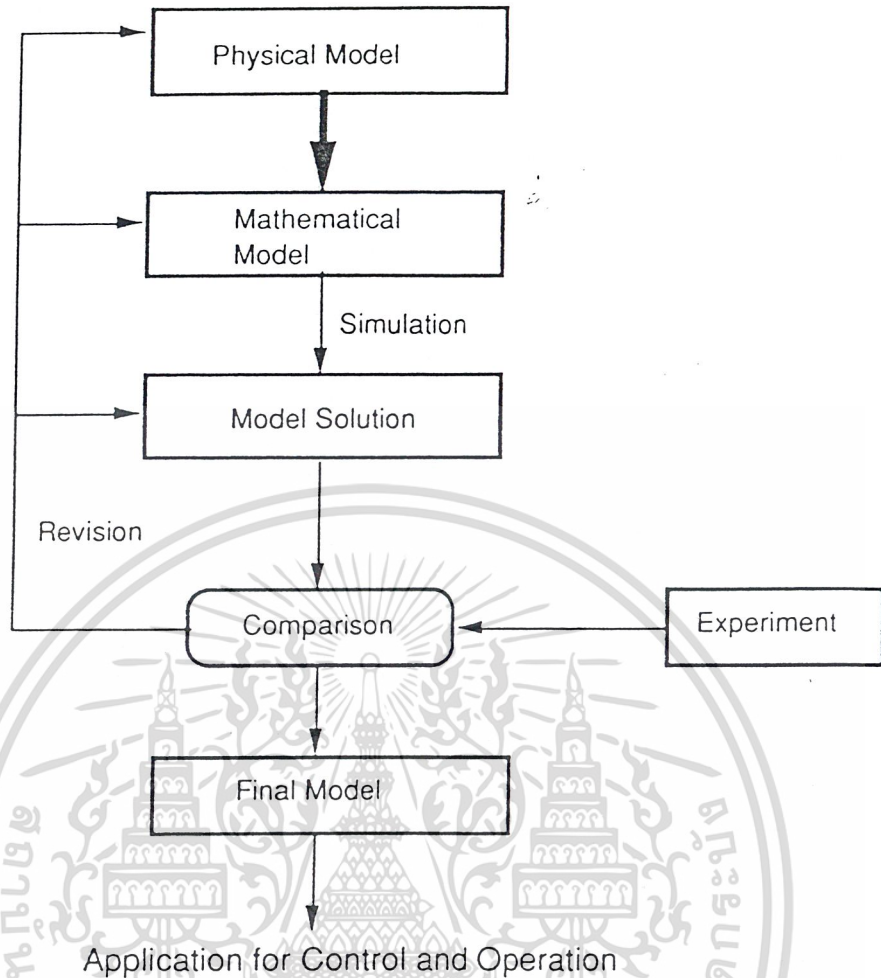 Physical Model
Mathematical
Model
Simulation
Model Solution
Revision
Comparison
Experiment
Final Model
Application for Control and Operation